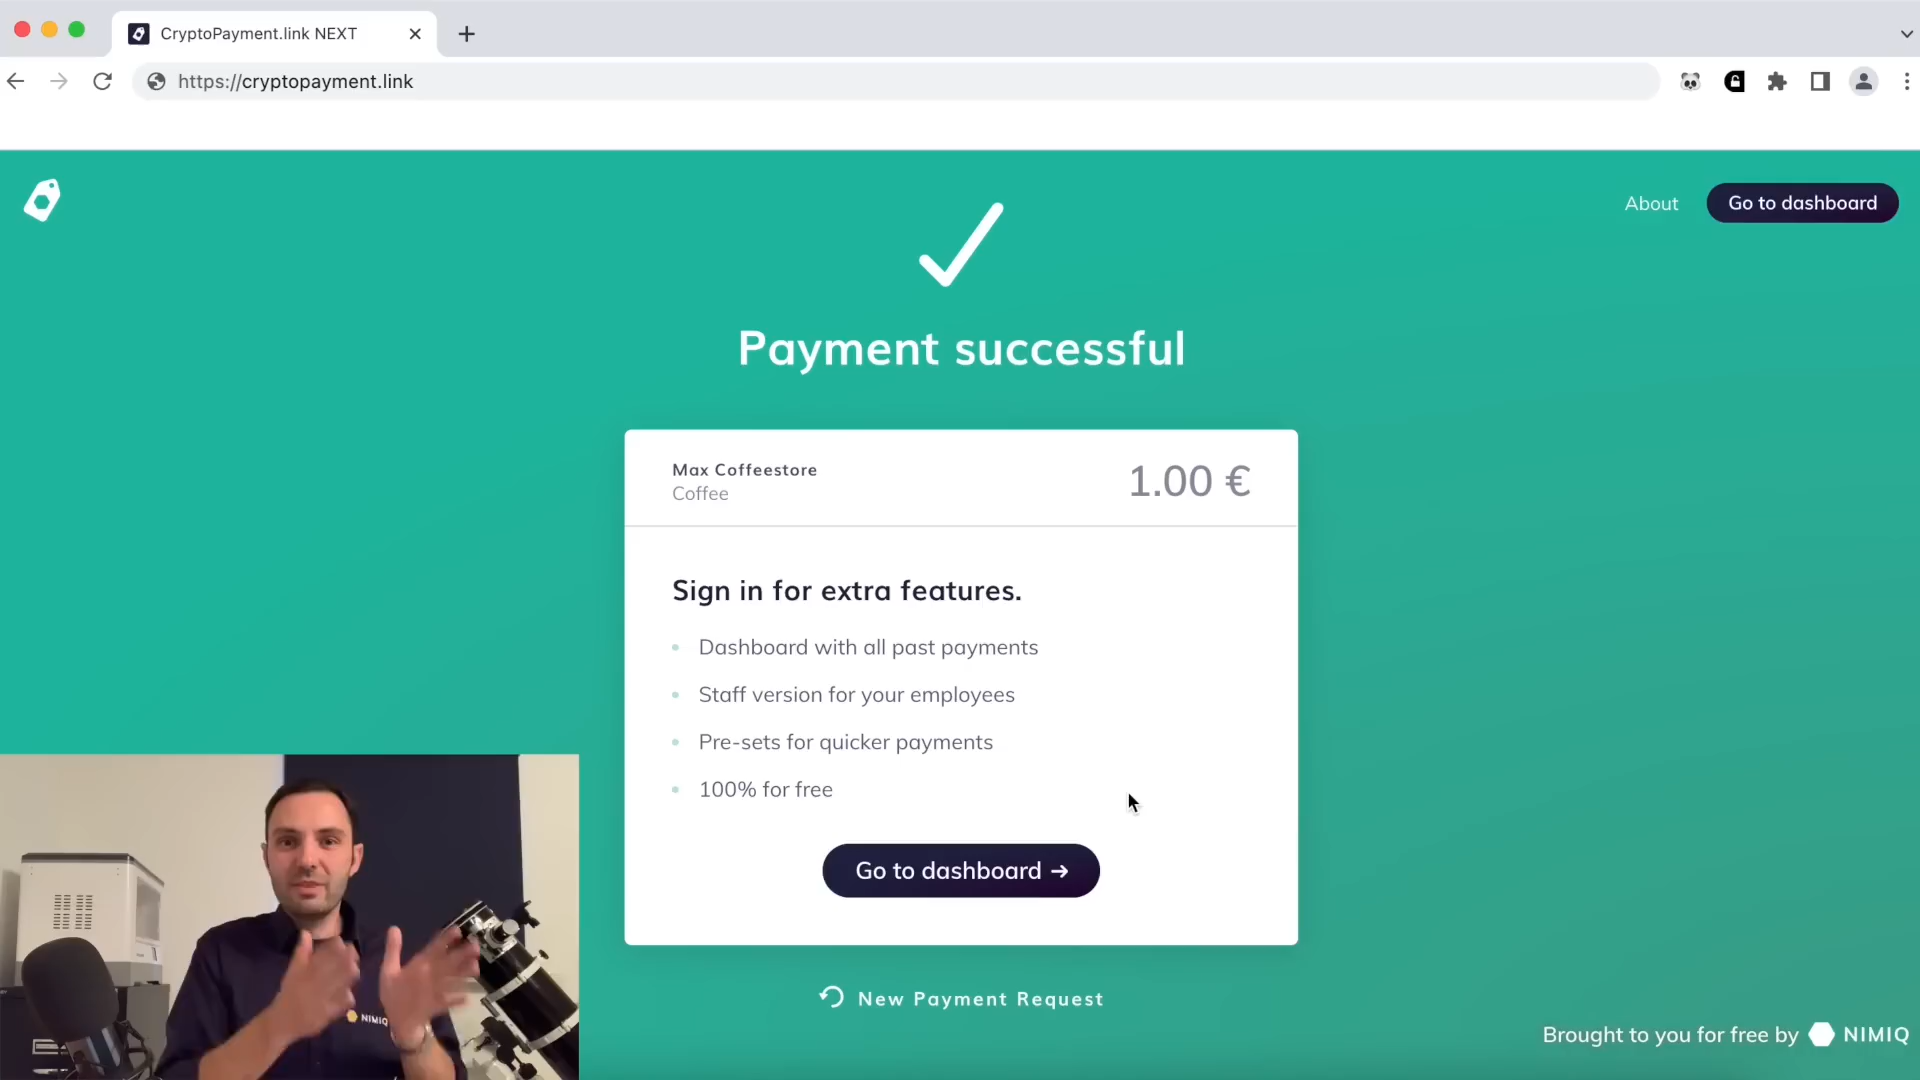 CryptoPayment.link NEXT
https://cryptopayment.link
About
Go to dashboard
Payment successful
Max Coffeestore
1.00 €
Coffee
Sign in for extra features.
Dashboard with all past payments
Staff version for your employees
Pre-sets for quicker payments
100% for free
Go to dashboard →
New Payment Request
NIMIQ
Brought to you for free by NIMIQ